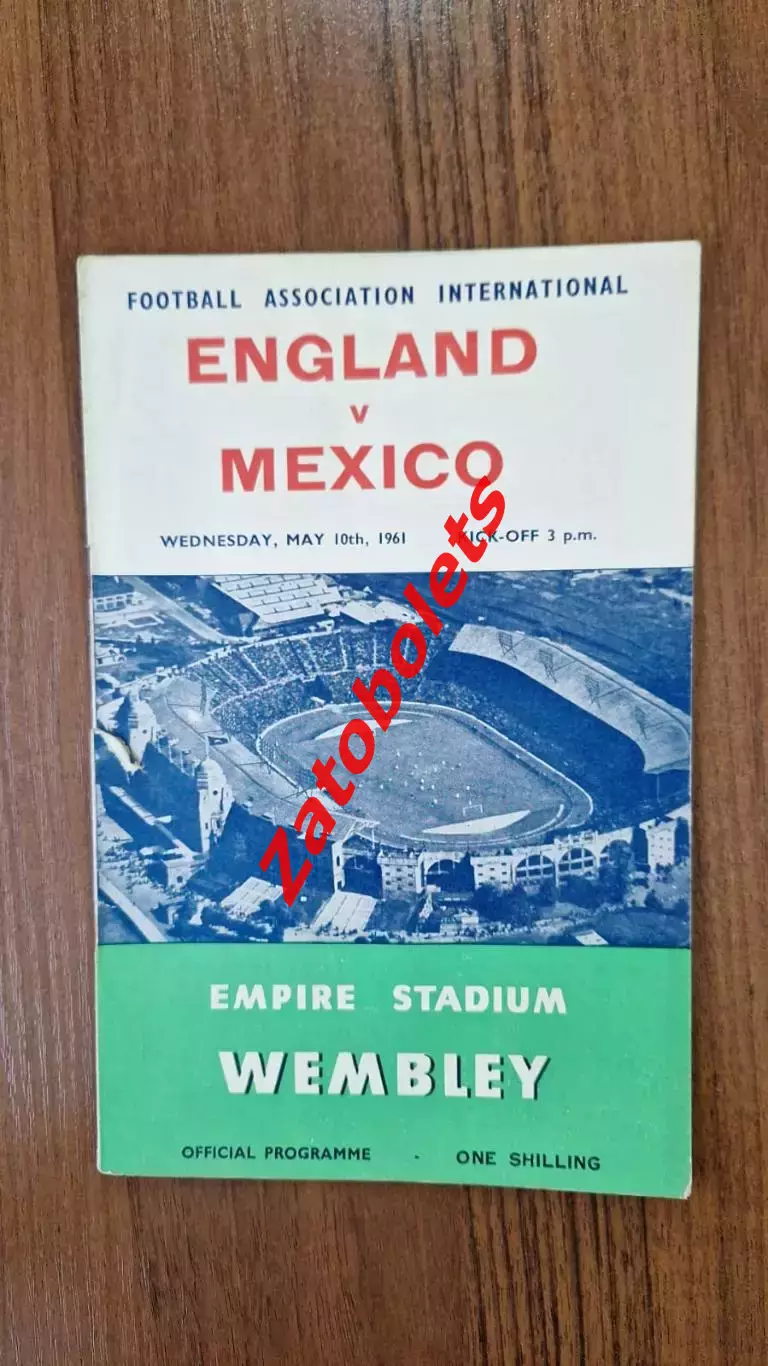 FOOTBALL ASSOCIATION INTERNATIONAL
ENGLAND
v
MEXICO
WEDNESDAY, MAY 10th, 1961 KICK-OFF 3 p.m.
Zatobolets
EMPIRE STADIUM
WEMBLEY
OFFICIAL PROGRAMME - ONE SHILLING